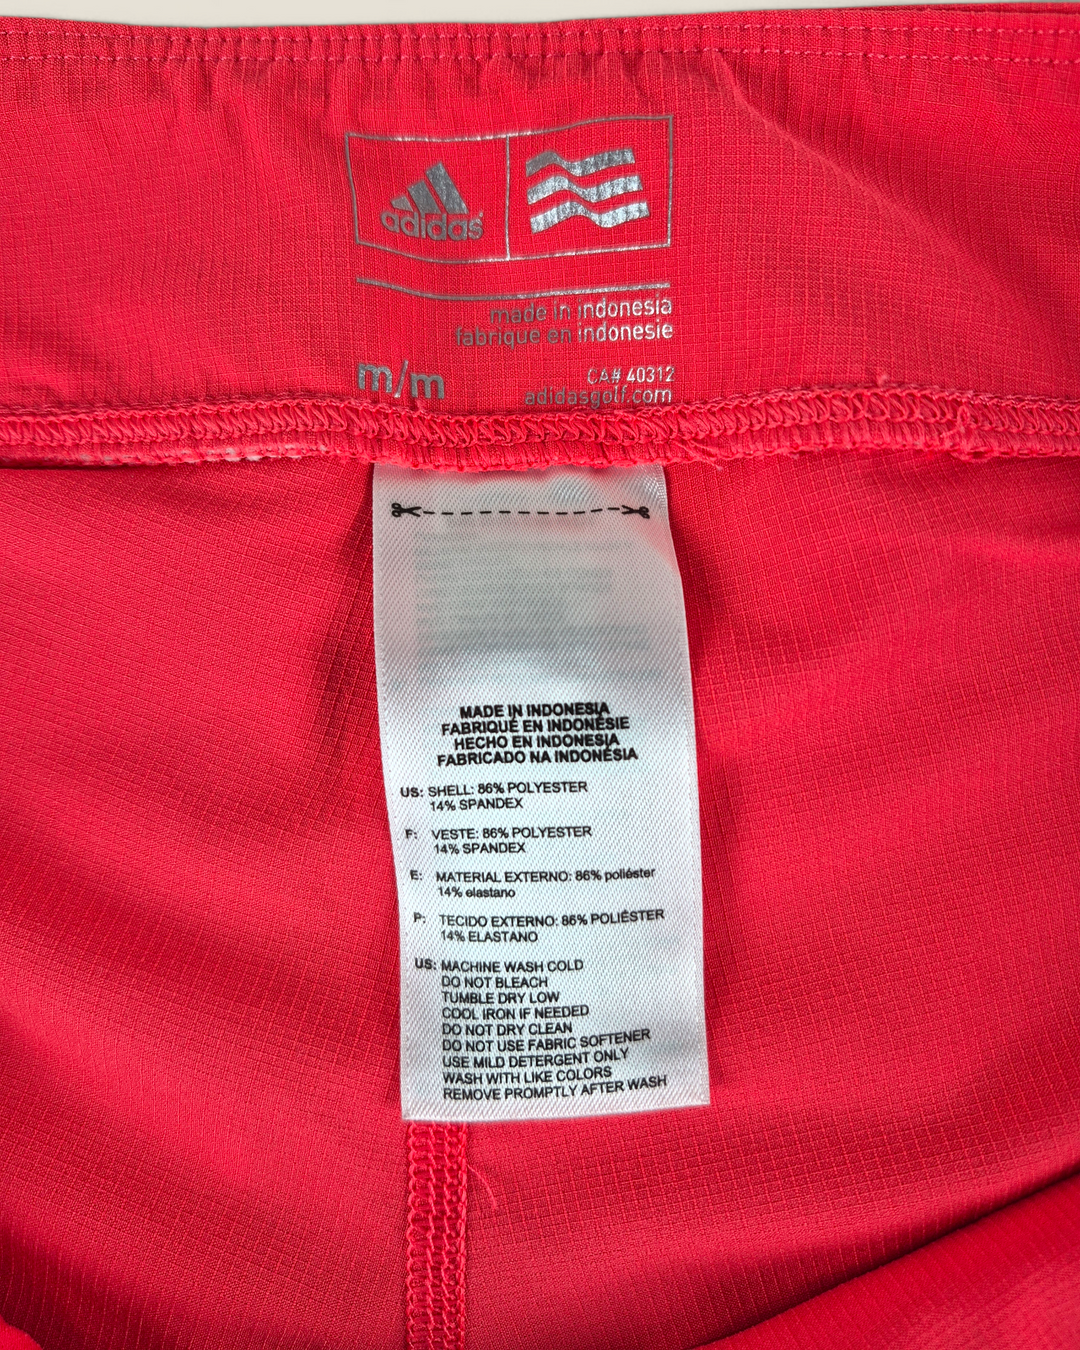 adidas
made in indonesia
fabrique en indonesie
m/m
CA# 40312
adidasgolf.com
MADE IN INDONESIA
FABRIQUÉ EN INDONÉSIE
HECHO EN INDONESIA
FABRICADO NA INDONÉSIA
US: SHELL: 86% POLYESTER
14% SPANDEX
F: VESTE: 86% POLYESTER
14% SPANDEX
E: MATERIAL EXTERNO: 86% poliéster
14% elastano
P: TECIDO EXTERNO: 86% POLIÉSTER
14% ELASTANO
US: MACHINE WASH COLD
DO NOT BLEACH
TUMBLE DRY LOW
COOL IRON IF NEEDED
DO NOT DRY CLEAN
DO NOT USE FABRIC SOFTENER
USE MILD DETERGENT ONLY
WASH WITH LIKE COLORS
REMOVE PROMPTLY AFTER WASH